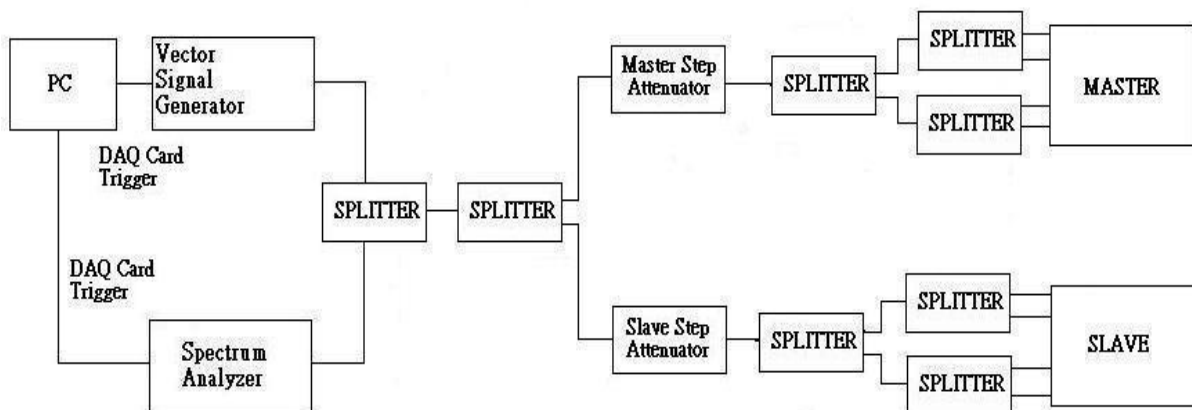 PC
Vector
Signal
Generator
DAQ Card
Trigger
DAQ Card
Trigger
Spectrum
Analyzer
SPLITTER
SPLITTER
Master Step
Attenuator
SPLITTER
SPLITTER
SPLITTER
MASTER
Slave Step
Attenuator
SPLITTER
SPLITTER
SPLITTER
SLAVE